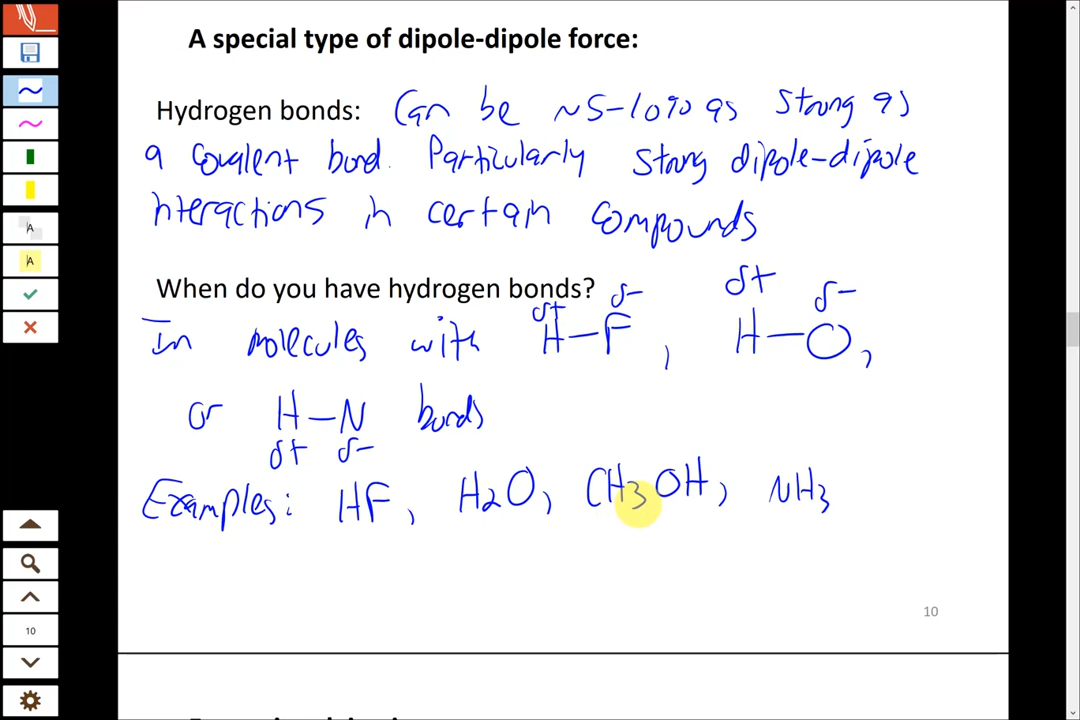 A special type of dipole-dipole force:
Hydrogen bonds: Can be ~5-10% as strong as
a covalent bond. Particularly strong dipole-dipole
interactions in certain compounds
When do you have hydrogen bonds?
δ+ δ- δ+ δ-
In molecules with H-F, H-O,
or H-N bonds
δ+ δ-
Examples: HF, H2O, CH3OH, NH3
10
10